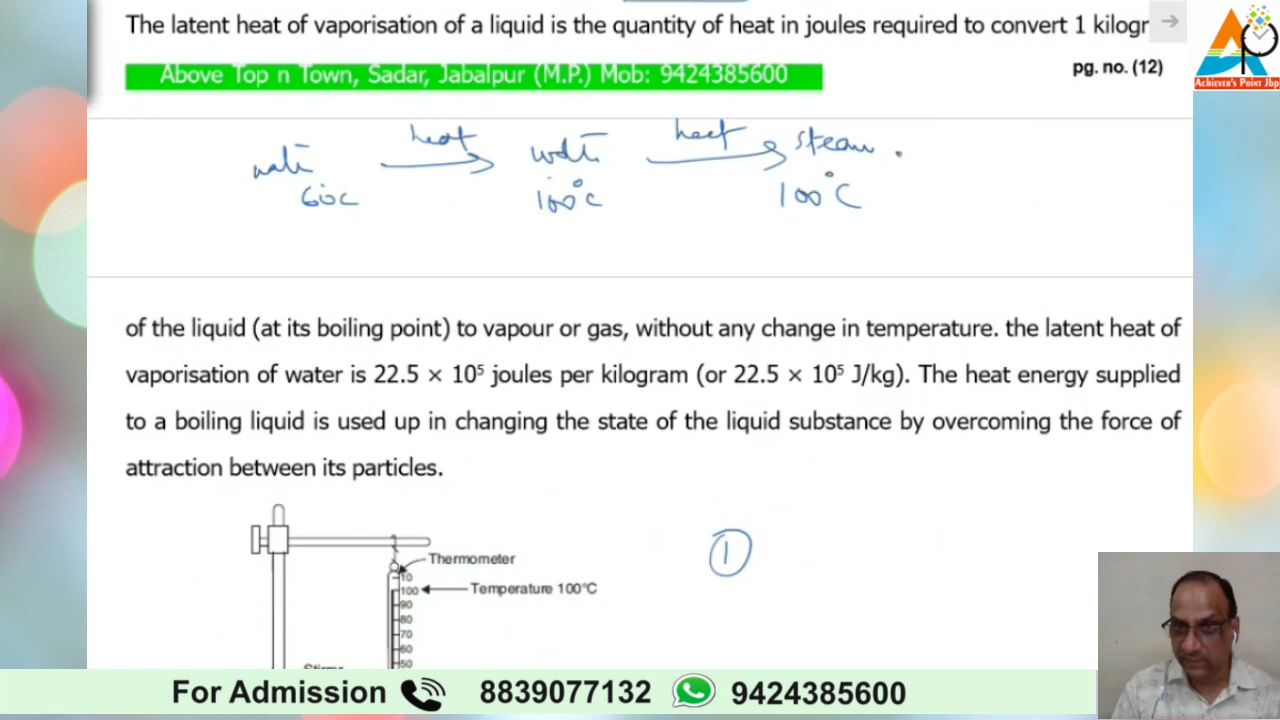 The latent heat of vaporisation of a liquid is the quantity of heat in joules required to convert 1 kilogr
ACHIEVER'S POINT Jbp
Above Top n Town, Sadar, Jabalpur (M.P.) Mob: 9424385600
pg. no. (12)
heat heat
steam
60°C 100°C 100°C
of the liquid (at its boiling point) to vapour or gas, without any change in temperature. the latent heat of
vaporisation of water is 22.5 × 10⁵ joules per kilogram (or 22.5 × 10⁵ J/kg). The heat energy supplied
to a boiling liquid is used up in changing the state of the liquid substance by overcoming the force of
attraction between its particles.
1
Thermometer
10
100 Temperature 100°C
90
80
70
60
50
For Admission 8839077132 9424385600